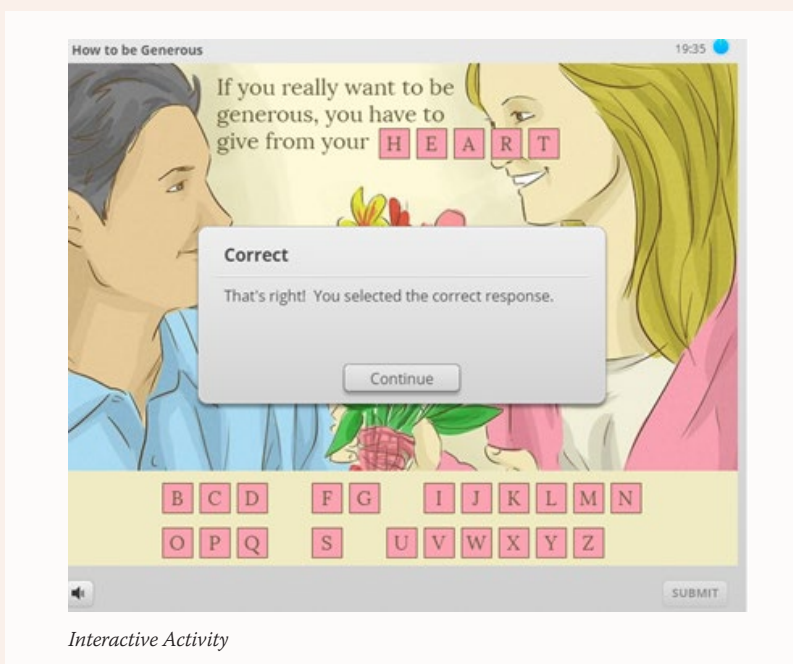 How to be Generous 19:35
If you really want to be
generous, you have to
give from your H E A R T
Correct
That's right! You selected the correct response.
Continue
B C D F G I J K L M N
O P Q S U V W X Y Z
SUBMIT
Interactive Activity